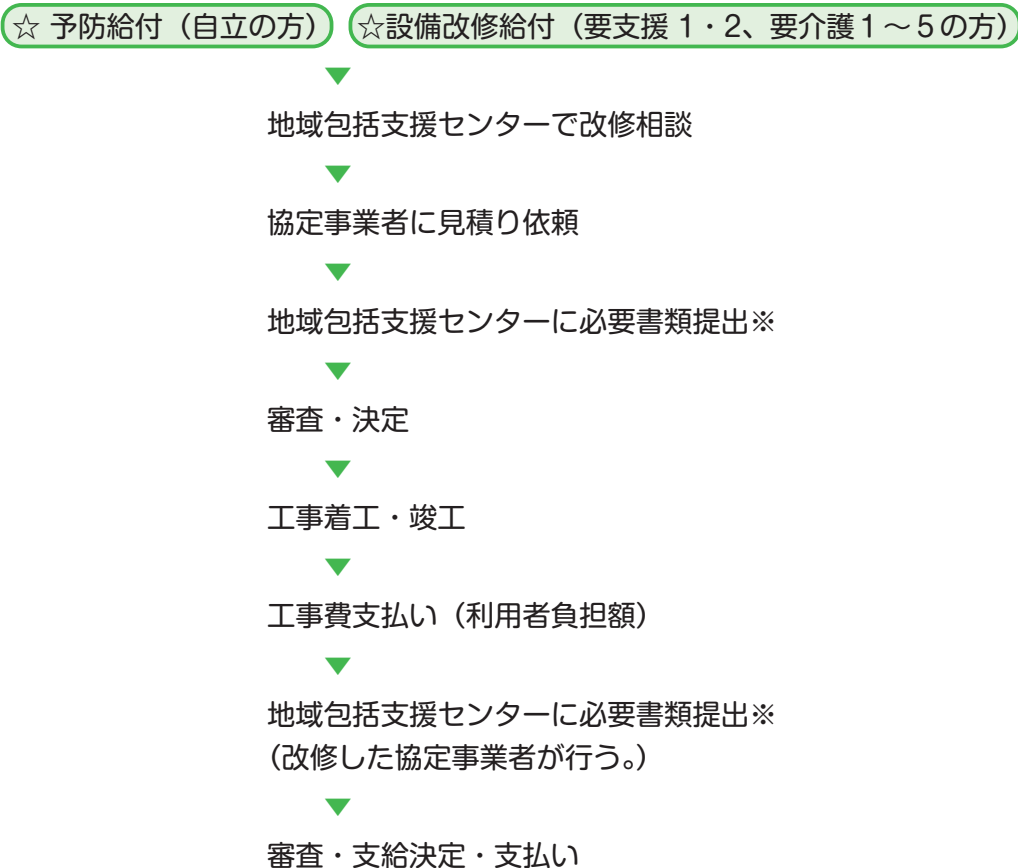 ☆ 予防給付（自立の方） ☆設備改修給付（要支援 1・2、要介護１～５の方）
▼
地域包括支援センターで改修相談
▼
協定事業者に見積り依頼
▼
地域包括支援センターに必要書類提出※
▼
審査・決定
▼
工事着工・竣工
▼
工事費支払い（利用者負担額）
▼
地域包括支援センターに必要書類提出※
（改修した協定事業者が行う。）
▼
審査・支給決定・支払い